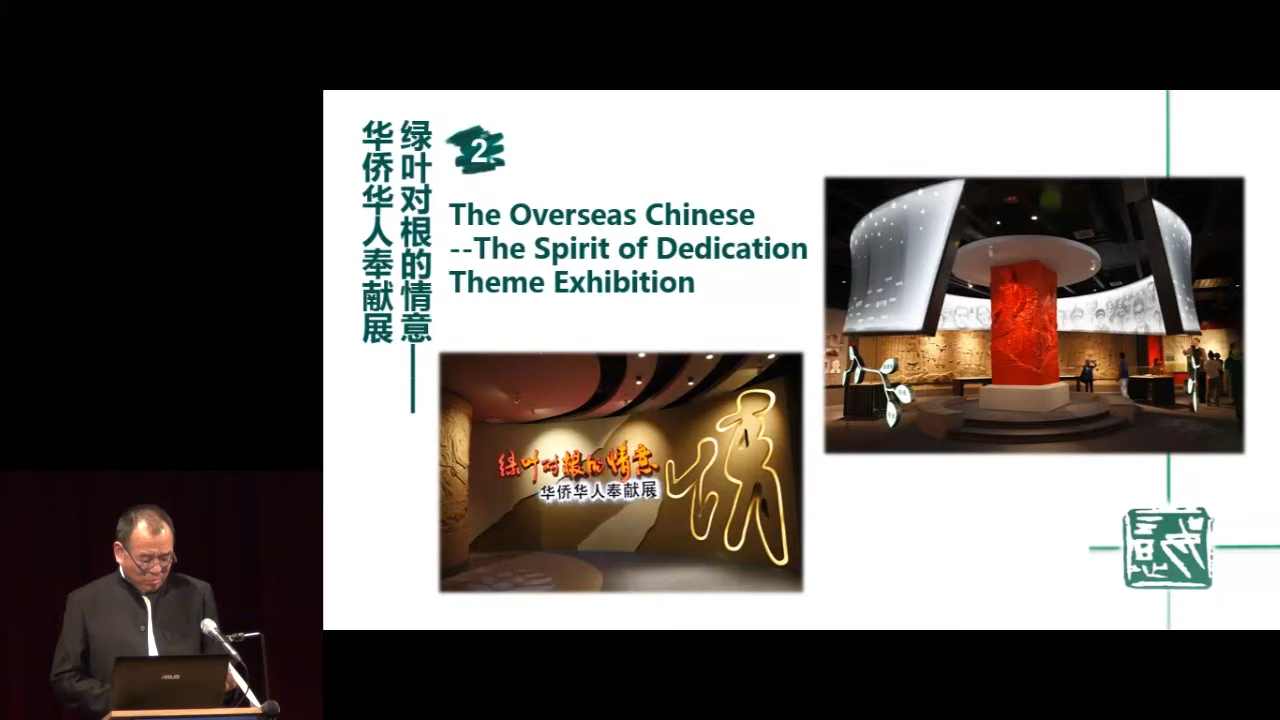 绿叶对根的情意——
华侨华人奉献展
2
The Overseas Chinese
--The Spirit of Dedication
Theme Exhibition
绿叶对根的情意
华侨华人奉献展
情
ASUS